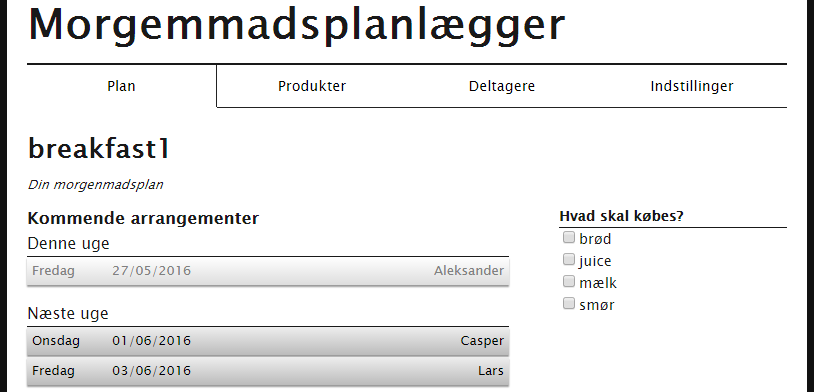 Morgemmadsplanlægger
Plan Produkter Deltagere Indstillinger
breakfast1
Din morgenmadsplan
Kommende arrangementer
Denne uge
Fredag 27/05/2016 Aleksander
Næste uge
Onsdag 01/06/2016 Casper
Fredag 03/06/2016 Lars
Hvad skal købes?
brød
juice
mælk
smør